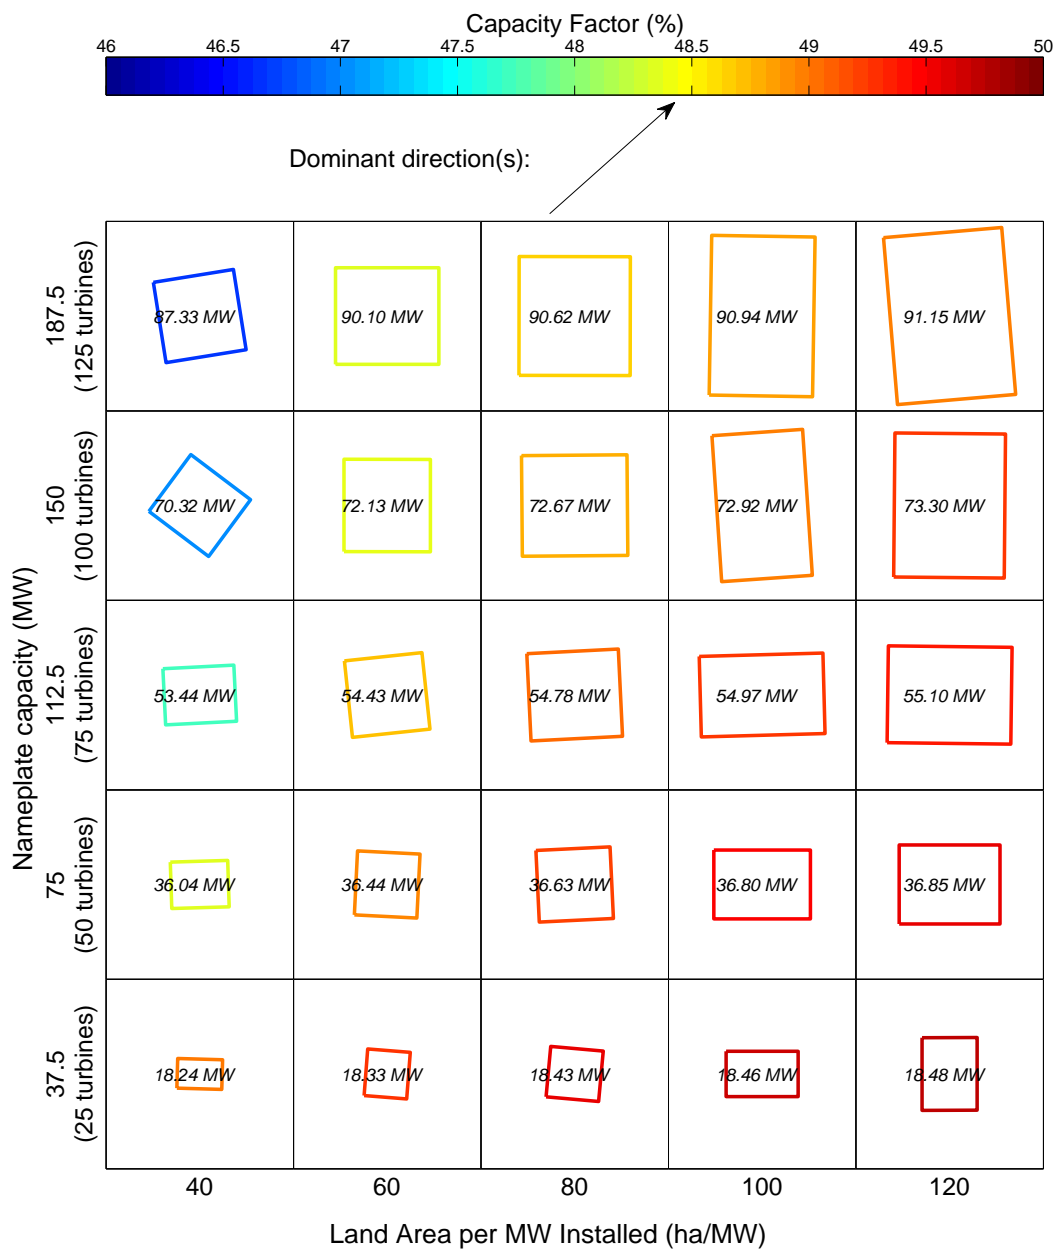 Capacity Factor (%)
46 46.5 47 47.5 48 48.5 49 49.5 50
Dominant direction(s):
Nameplate capacity (MW)
187.5
(125 turbines)
87.33 MW 90.10 MW 90.62 MW 90.94 MW 91.15 MW
150
(100 turbines)
70.32 MW 72.13 MW 72.67 MW 72.92 MW 73.30 MW
112.5
(75 turbines)
53.44 MW 54.43 MW 54.78 MW 54.97 MW 55.10 MW
75
(50 turbines)
36.04 MW 36.44 MW 36.63 MW 36.80 MW 36.85 MW
37.5
(25 turbines)
18.24 MW 18.33 MW 18.43 MW 18.46 MW 18.48 MW
40 60 80 100 120
Land Area per MW Installed (ha/MW)